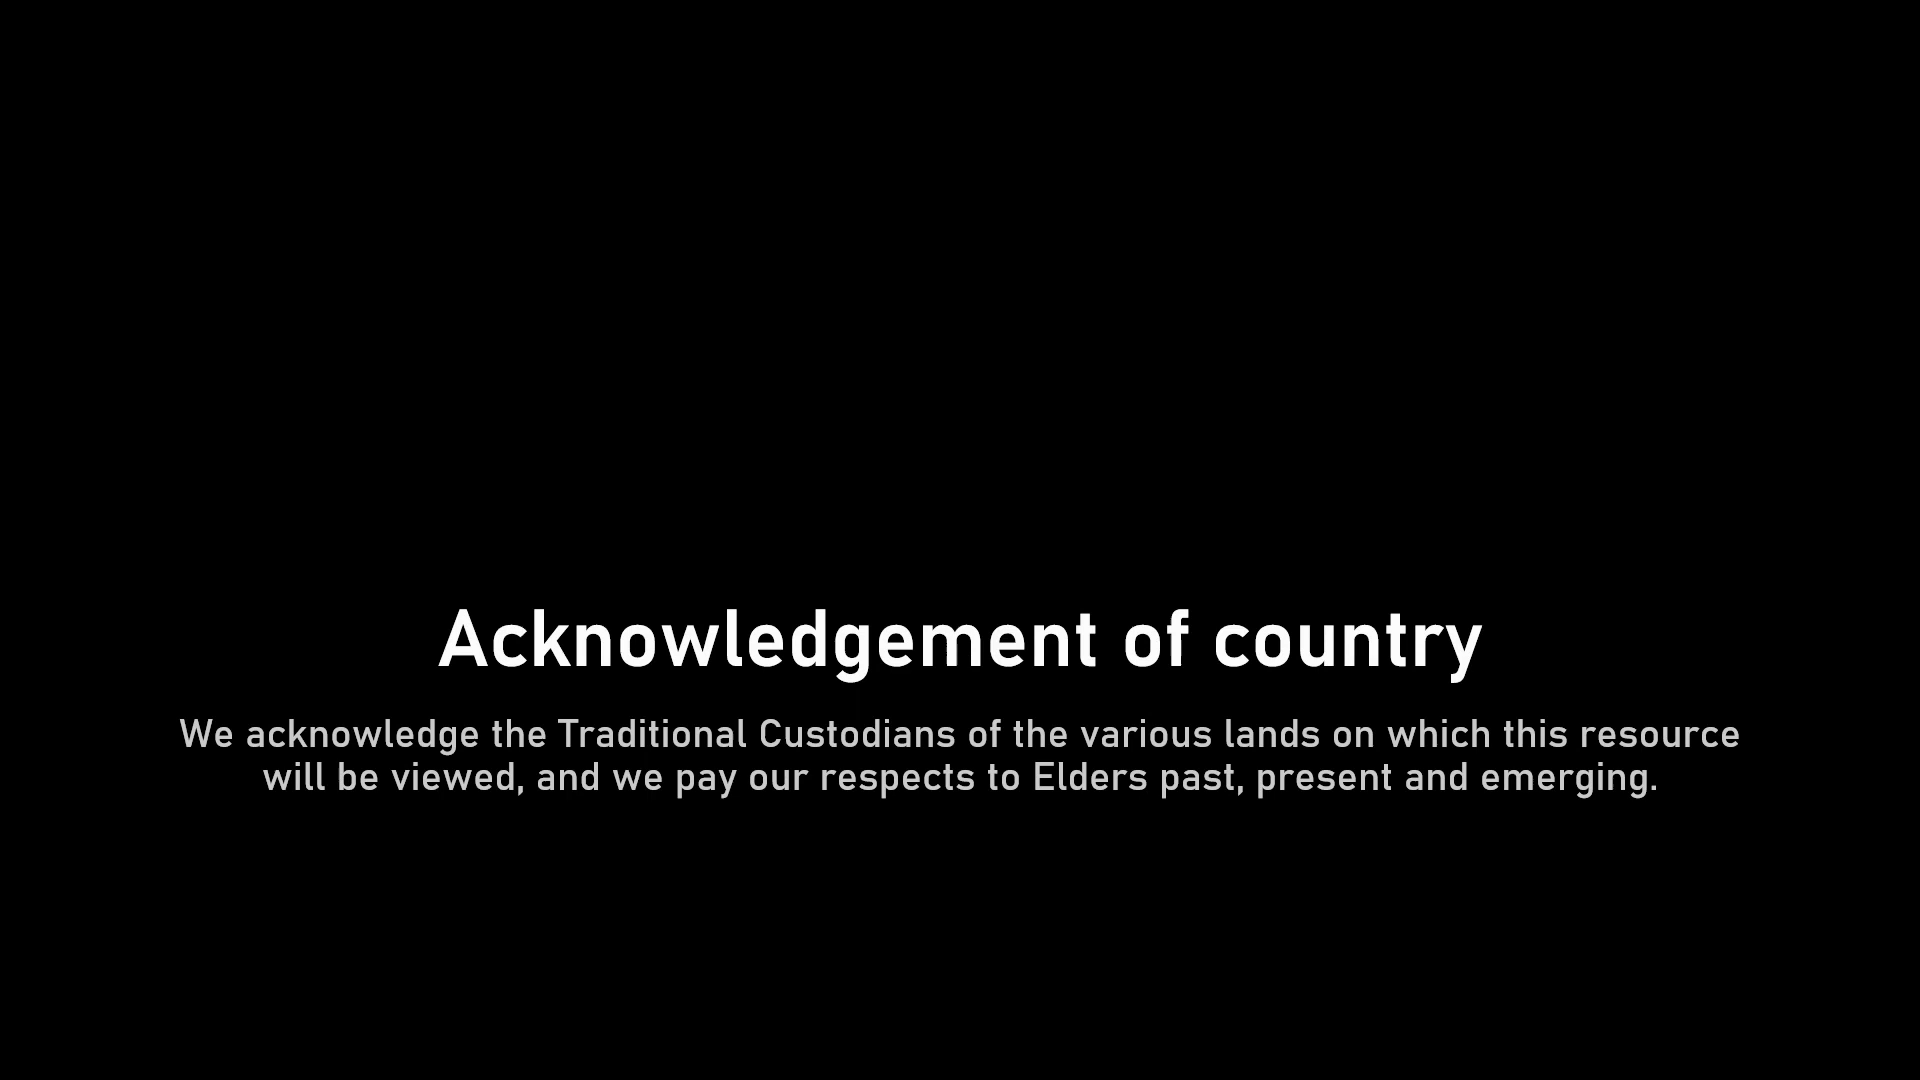 Acknowledgement of country
We acknowledge the Traditional Custodians of the various lands on which this resource
will be viewed, and we pay our respects to Elders past, present and emerging.